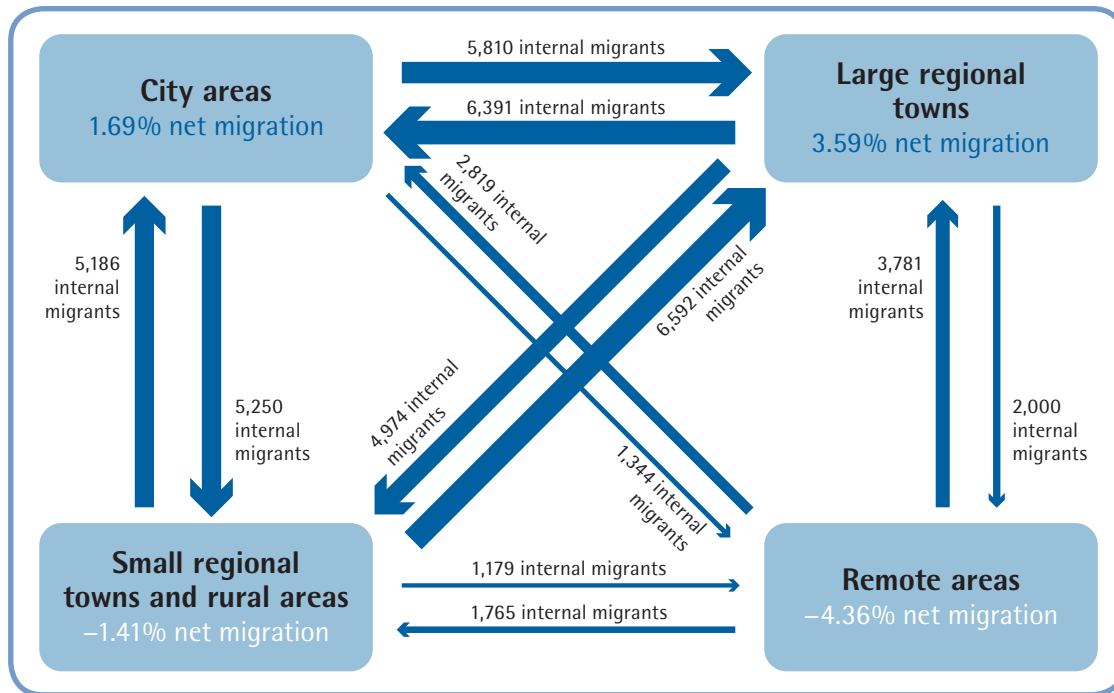 5,810 internal migrants
City areas
1.69% net migration
Large regional
towns
3.59% net migration
6,391 internal migrants
2,819 internal
migrants
5,186
internal
migrants
6,592 internal
migrants
3,781
internal
migrants
5,250
internal
migrants
4,974 internal
migrants
1,344 internal
migrants
2,000
internal
migrants
Small regional
towns and rural areas
–1.41% net migration
1,179 internal migrants
1,765 internal migrants
Remote areas
–4.36% net migration